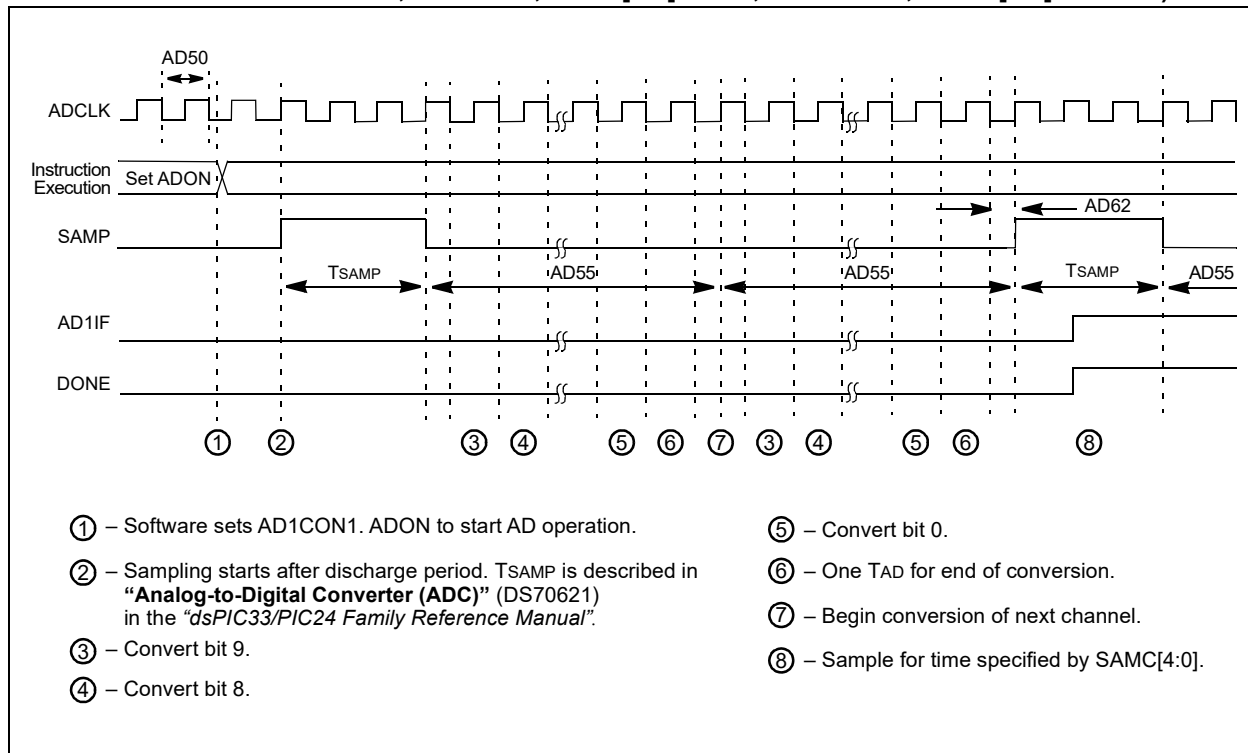 AD50
ADCLK
Instruction
Execution
Set ADON
AD62
SAMP
TSAMP
AD55
AD55
TSAMP
AD55
AD1IF
DONE
1
2
3
4
5
6
7
3
4
5
6
8
1 – Software sets AD1CON1. ADON to start AD operation.
2 – Sampling starts after discharge period. TSAMP is described in
“Analog-to-Digital Converter (ADC)” (DS70621)
in the “dsPIC33/PIC24 Family Reference Manual”.
3 – Convert bit 9.
4 – Convert bit 8.
5 – Convert bit 0.
6 – One TAD for end of conversion.
7 – Begin conversion of next channel.
8 – Sample for time specified by SAMC[4:0].